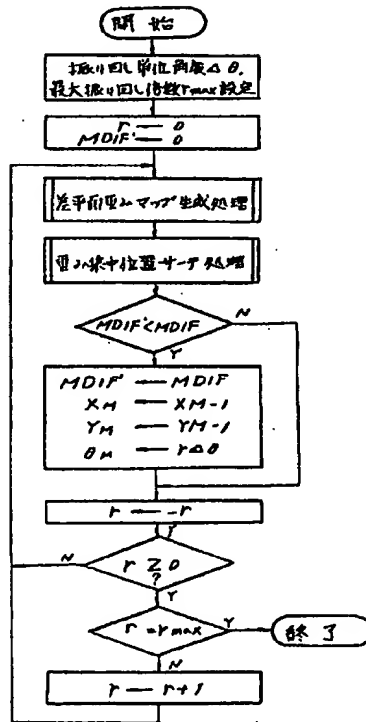 開始
振り回し単位角度Δθ,
最大振り回し倍数rmax設定
r ← 0
MDIF' ← 0
差平面重みマップ生成処理
重み集中位置サーチ処理
MDIF'<MDIF
N
Y
MDIF' ← MDIF
XM ← XM-1
YM ← YM-1
θM ← rΔθ
r ← -r
N
r ≧ 0
?
Y
r = rmax
Y
終了
N
r ← r+1